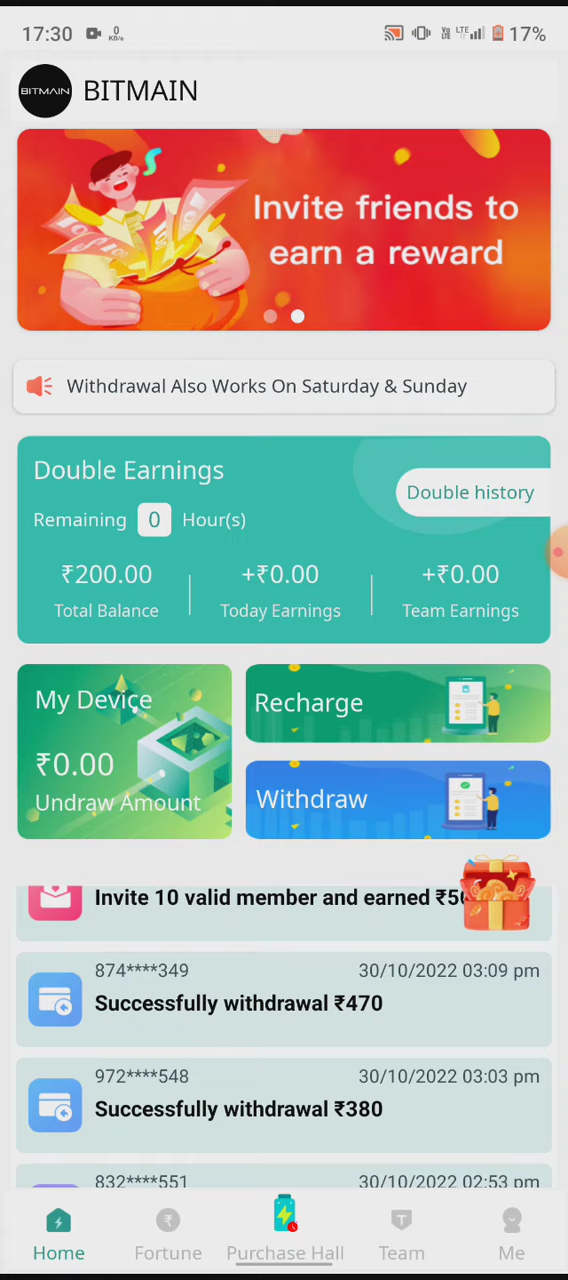 17:30 0 KB/s Vo LTE LTE 17%
BITMAIN BITMAIN
Invite friends to
earn a reward
Withdrawal Also Works On Saturday & Sunday
Double Earnings
Double history
Remaining 0 Hour(s)
₹200.00 +₹0.00 +₹0.00
Total Balance Today Earnings Team Earnings
My Device
Recharge
₹0.00
Undraw Amount
Withdraw
Invite 10 valid member and earned
874****349 30/10/2022 03:09 pm
Successfully withdrawal ₹470
972****548 30/10/2022 03:03 pm
Successfully withdrawal ₹380
832****551 30/10/2022 02:53 pm
Home Fortune Purchase Hall Team Me